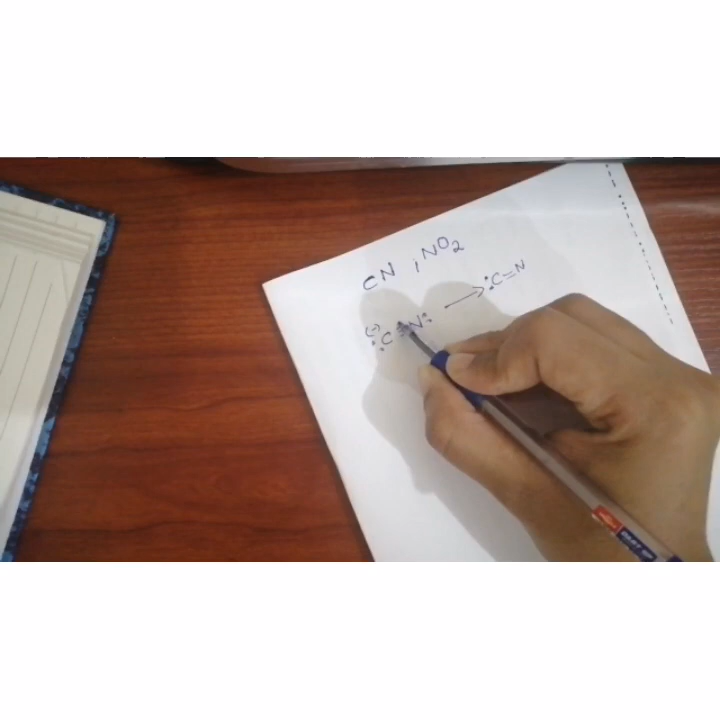 CN , NO₂
(-)
:C≡N: ⟶ :C=N